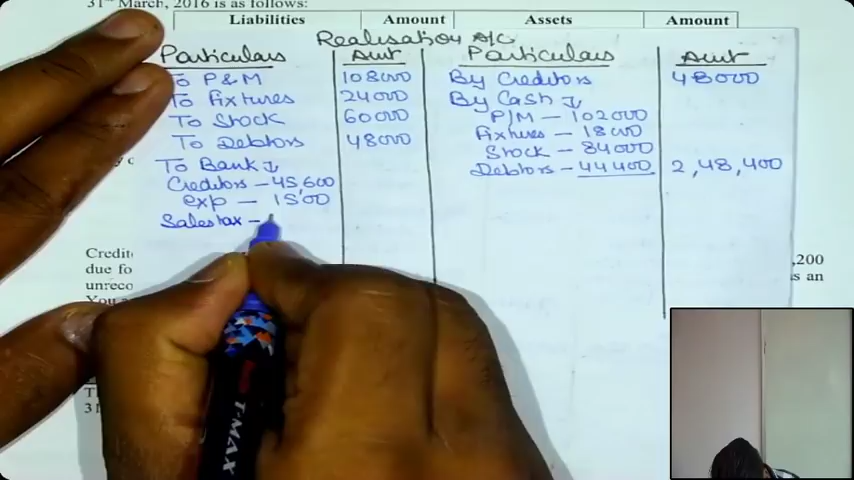 31st March, 2016 is as follows:
Liabilities Amount Assets Amount
Realisation A/c
Particulars Amt Particulars Amt
To P&M 108000 By Creditors 48000
To Fixtures 24000 By Cash
To Stock 60000 P/M - 102000
To Debtors 48000 Fixtures - 18000
To Bank Stock - 84000
Creditors - 45,600 Debtors - 44400 2,48,400
exp - 1500
Salestax -
Credit
due fo
unreco
You
,200
s an
T-MAX